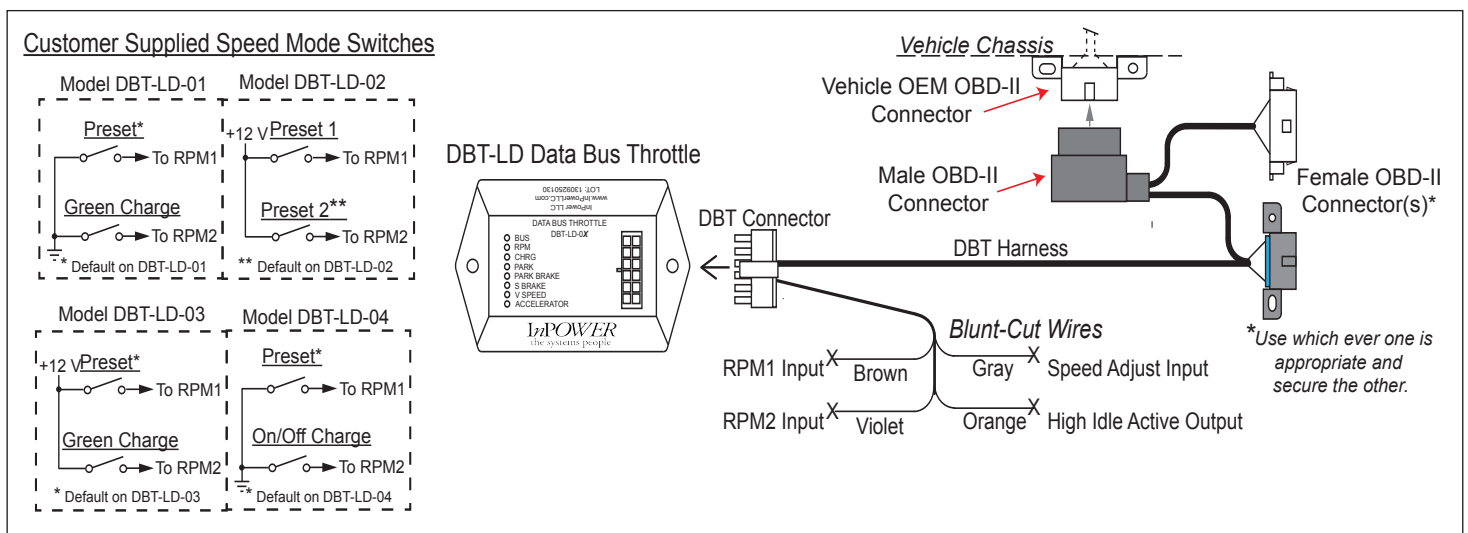 Customer Supplied Speed Mode Switches
Model DBT-LD-01
Preset*
To RPM1
Green Charge
To RPM2
* Default on DBT-LD-01
Model DBT-LD-02
+12 V
Preset 1
To RPM1
Preset 2**
To RPM2
** Default on DBT-LD-02
Model DBT-LD-03
+12 V
Preset*
To RPM1
Green Charge
To RPM2
* Default on DBT-LD-03
Model DBT-LD-04
Preset*
To RPM1
On/Off Charge
To RPM2
* Default on DBT-LD-04
DBT-LD Data Bus Throttle
InPower LLC
www.InPowerLLC.com
LOT: 1309250130
DATA BUS THROTTLE
DBT-LD-0X
BUS
RPM
CHRG
PARK
PARK BRAKE
S BRAKE
V SPEED
ACCELERATOR
InPOWER
the systems people
DBT Connector
DBT Harness
Blunt-Cut Wires
RPM1 Input
X
Brown
Gray
X
Speed Adjust Input
RPM2 Input
X
Violet
Orange
X
High Idle Active Output
Vehicle Chassis
Vehicle OEM OBD-II
Connector
Male OBD-II
Connector
Female OBD-II
Connector(s)*
*Use which ever one is
appropriate and
secure the other.